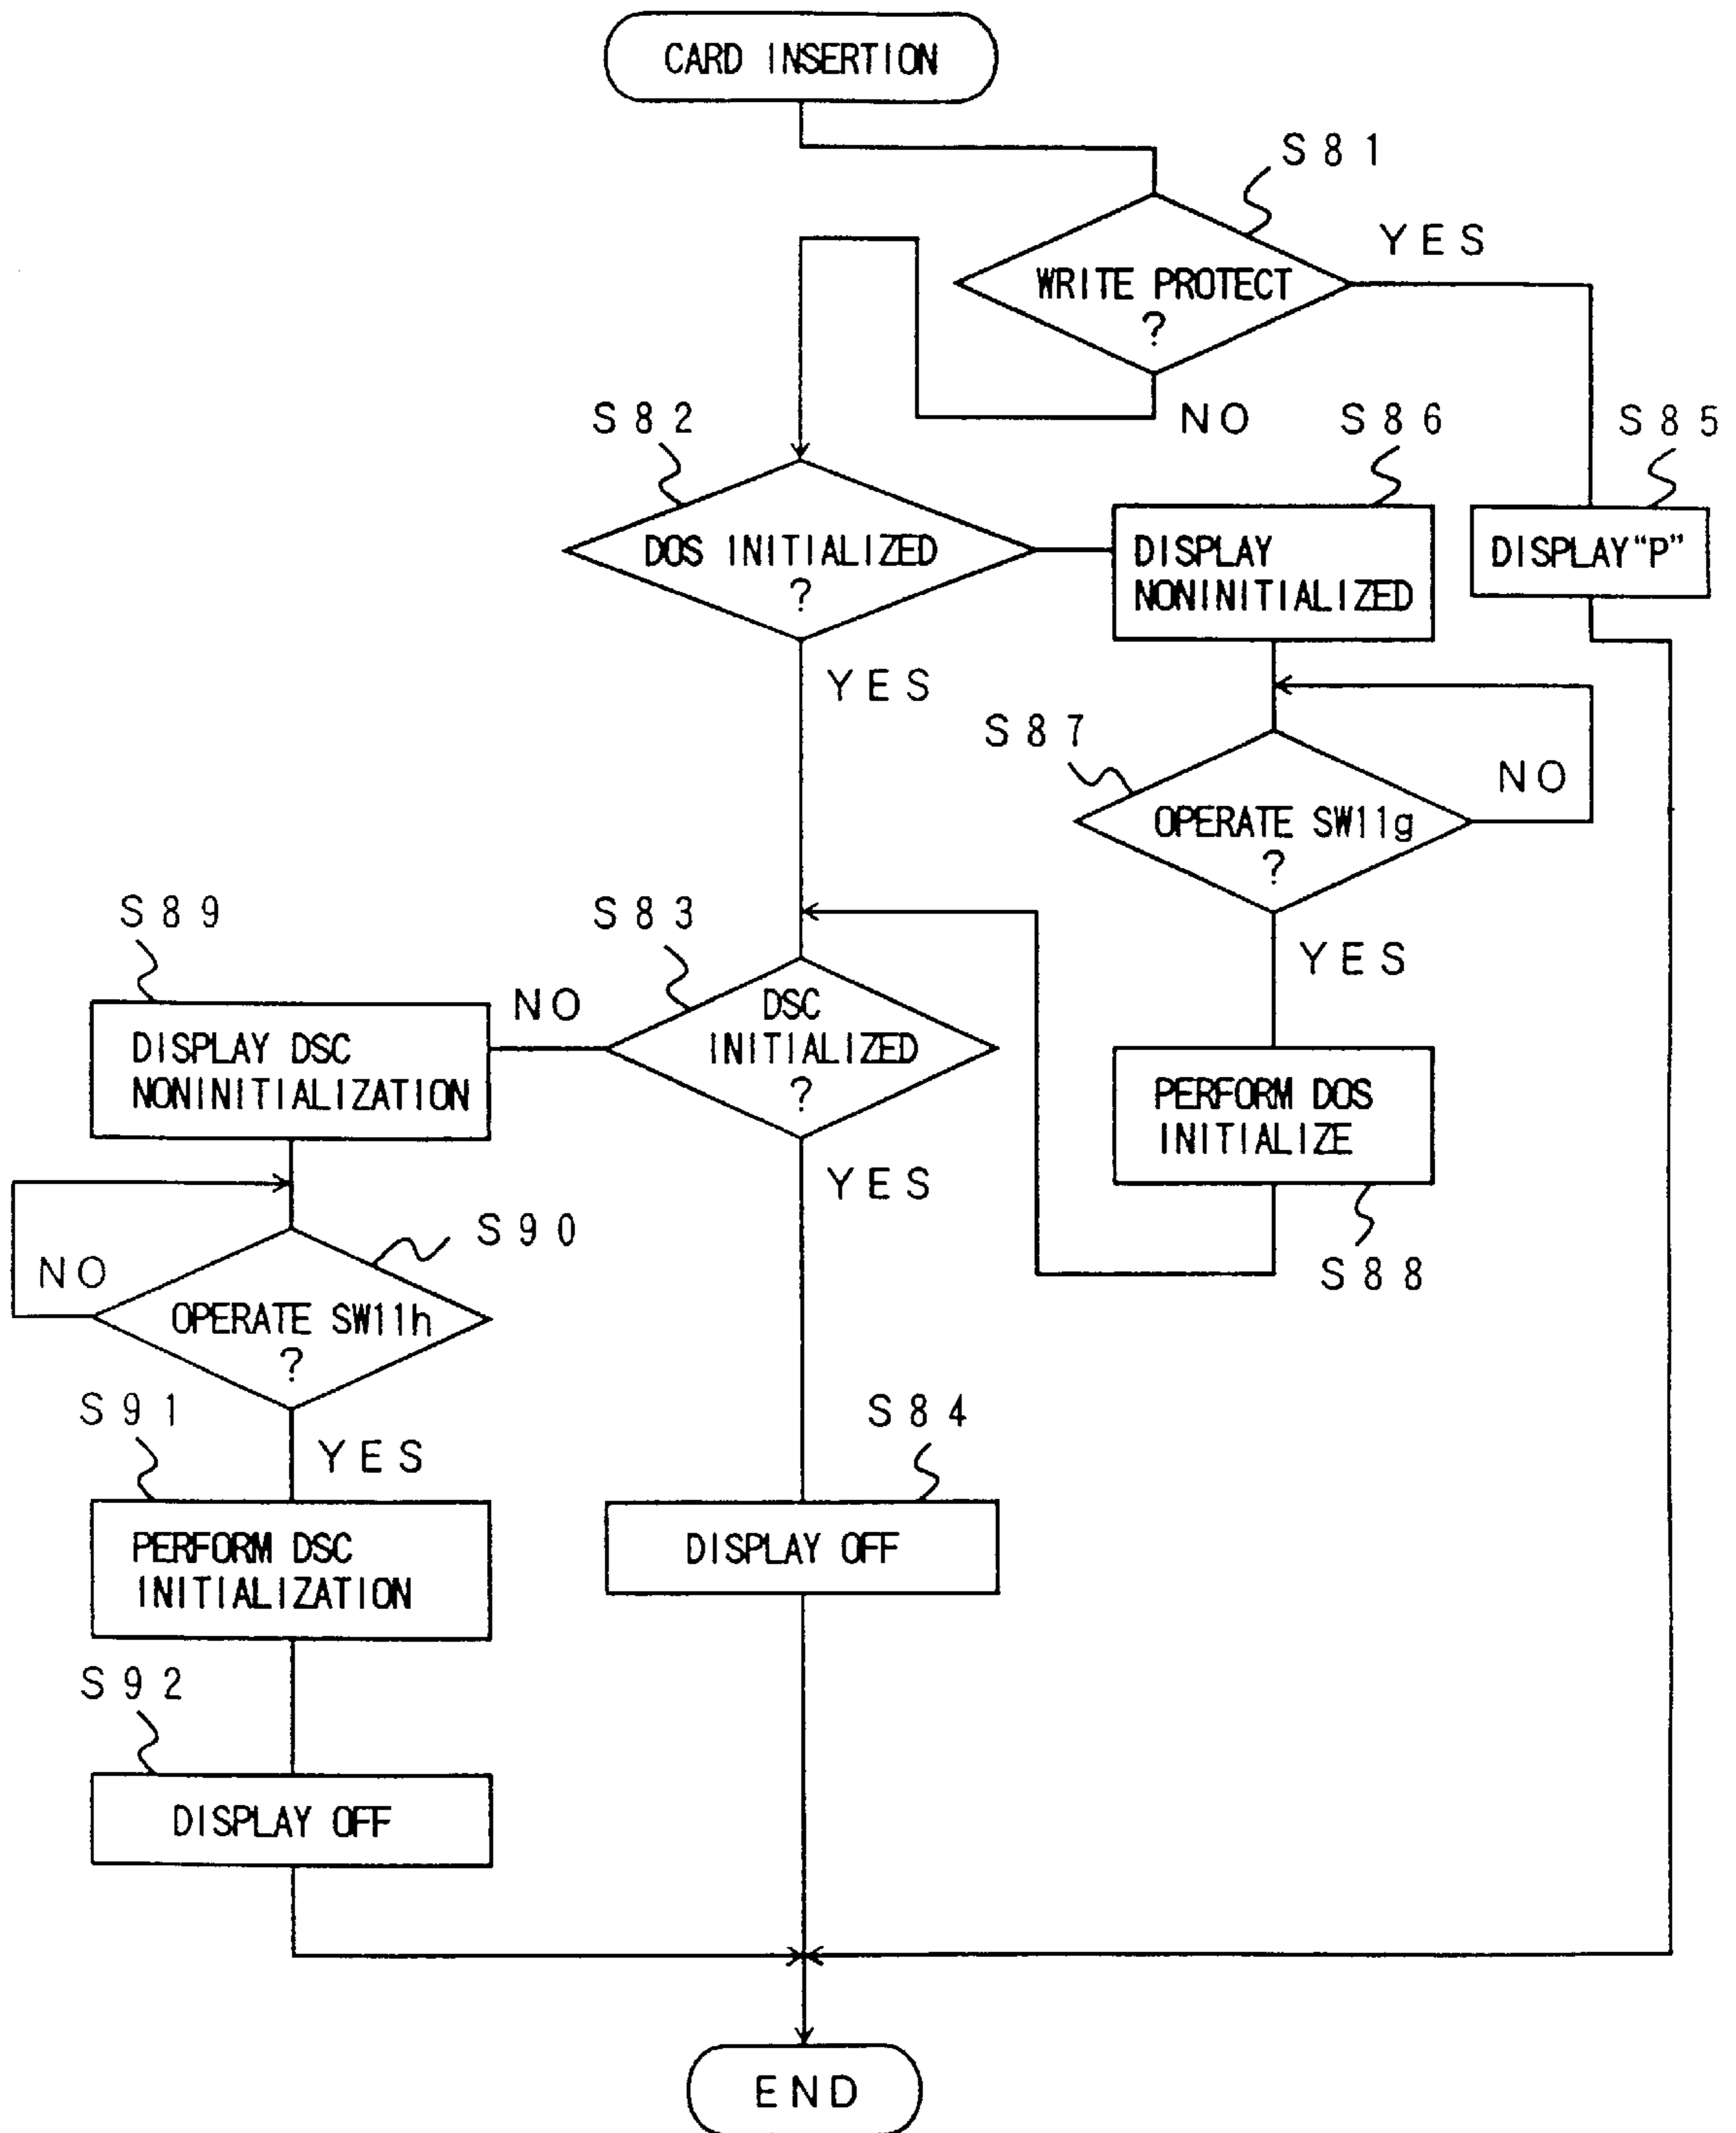 CARD INSERTION
S81
YES
WRITE PROTECT
?
NO
S82
S86
S85
DOS INITIALIZED
?
DISPLAY
NONINITIALIZED
DISPLAY“P”
YES
S87
NO
OPERATE SW11g
?
YES
S89
S83
NO
DISPLAY DSC
NONINITIALIZATION
DSC
INITIALIZED
?
PERFORM DOS
INITIALIZE
YES
S88
S90
NO
OPERATE SW11h
?
S91
YES
S84
PERFORM DSC
INITIALIZATION
DISPLAY OFF
S92
DISPLAY OFF
END